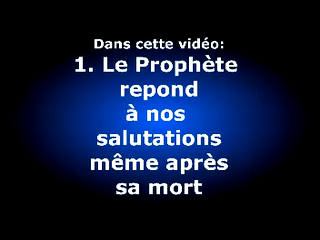 Dans cette vidéo:
1. Le Prophète
repond
à nos
salutations
même après
sa mort